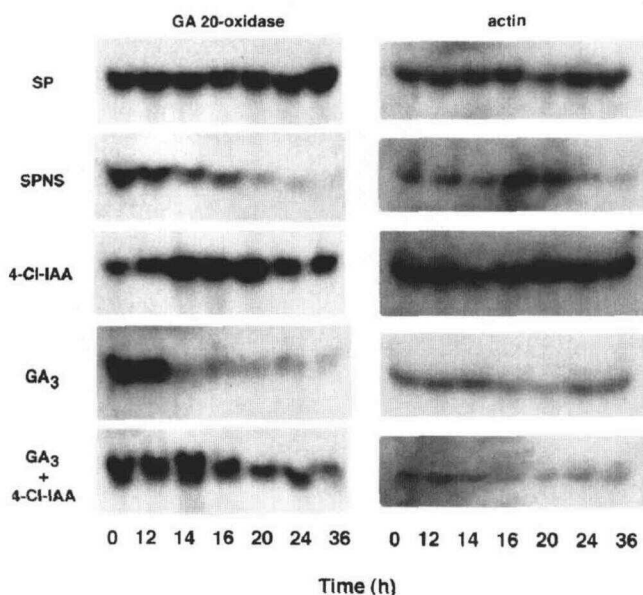 GA 20-oxidase actin
SP
SPNS
4-Cl-IAA
GA3
GA3
+
4-Cl-IAA
0 12 14 16 20 24 36 0 12 14 16 20 24 36
Time (h)